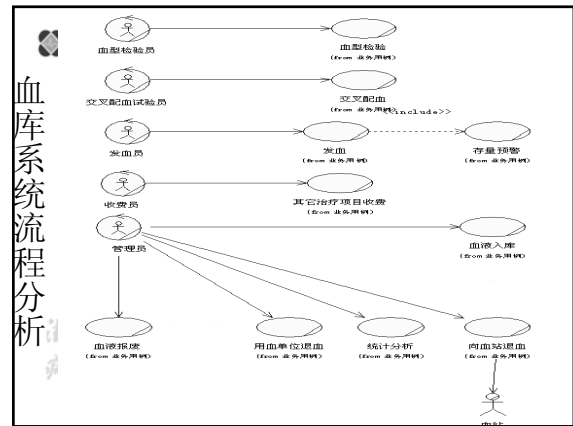 血库系统流程分析
血型检验员
血型检验
(from 业务用例)
交叉配血试验员
交叉配血
(from 业务用例)
<<include>>
发血员
发血
(from 业务用例)
存量预警
(from 业务用例)
收费员
其它治疗项目收费
(from 业务用例)
管理员
血液入库
(from 业务用例)
血液报废
(from 业务用例)
用血单位退血
(from 业务用例)
统计分析
(from 业务用例)
向血站退血
(from 业务用例)
血站